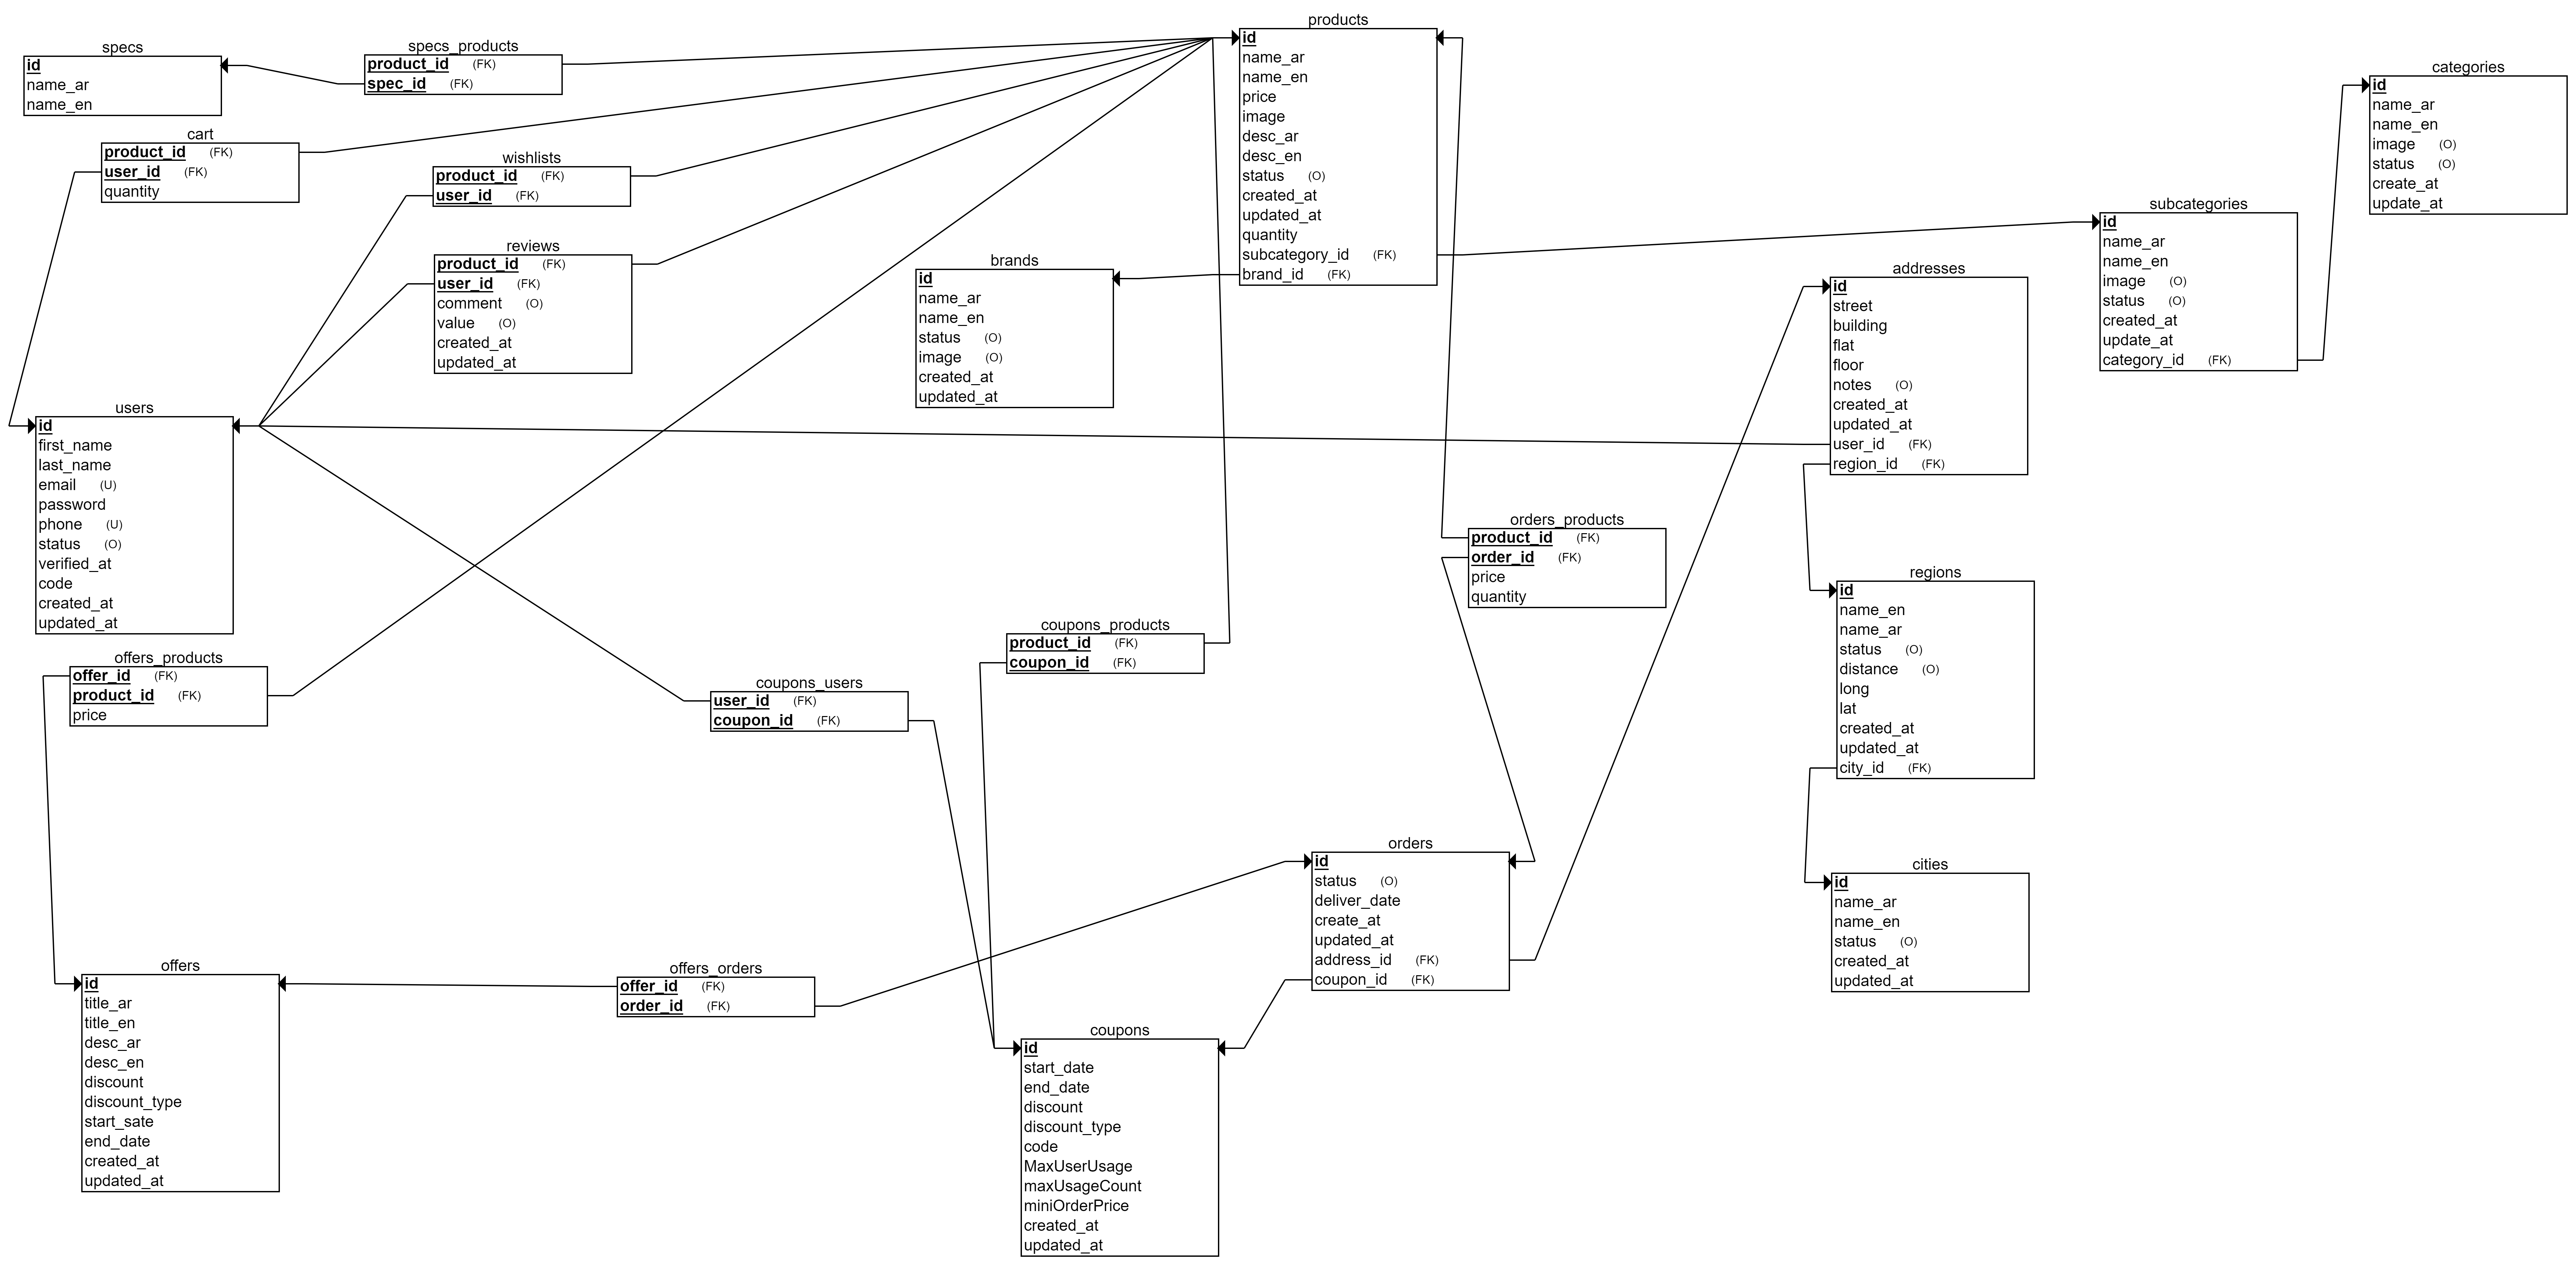 specs
id
name_ar
name_en
specs_products
product_id (FK)
spec_id (FK)
products
id
name_ar
name_en
price
image
desc_ar
desc_en
status (O)
created_at
updated_at
quantity
subcategory_id (FK)
brand_id (FK)
categories
id
name_ar
name_en
image (O)
status (O)
create_at
update_at
cart
product_id (FK)
user_id (FK)
quantity
wishlists
product_id (FK)
user_id (FK)
subcategories
id
name_ar
name_en
image (O)
status (O)
created_at
update_at
category_id (FK)
reviews
product_id (FK)
user_id (FK)
comment (O)
value (O)
created_at
updated_at
brands
id
name_ar
name_en
status (O)
image (O)
created_at
updated_at
addresses
id
street
building
flat
floor
notes (O)
created_at
updated_at
user_id (FK)
region_id (FK)
users
id
first_name
last_name
email (U)
password
phone (U)
status (O)
verified_at
code
created_at
updated_at
orders_products
product_id (FK)
order_id (FK)
price
quantity
regions
id
name_en
name_ar
status (O)
distance (O)
long
lat
created_at
updated_at
city_id (FK)
coupons_products
product_id (FK)
coupon_id (FK)
offers_products
offer_id (FK)
product_id (FK)
price
coupons_users
user_id (FK)
coupon_id (FK)
orders
id
status (O)
deliver_date
create_at
updated_at
address_id (FK)
coupon_id (FK)
cities
id
name_ar
name_en
status (O)
created_at
updated_at
offers
id
title_ar
title_en
desc_ar
desc_en
discount
discount_type
start_sate
end_date
created_at
updated_at
offers_orders
offer_id (FK)
order_id (FK)
coupons
id
start_date
end_date
discount
discount_type
code
MaxUserUsage
maxUsageCount
miniOrderPrice
created_at
updated_at